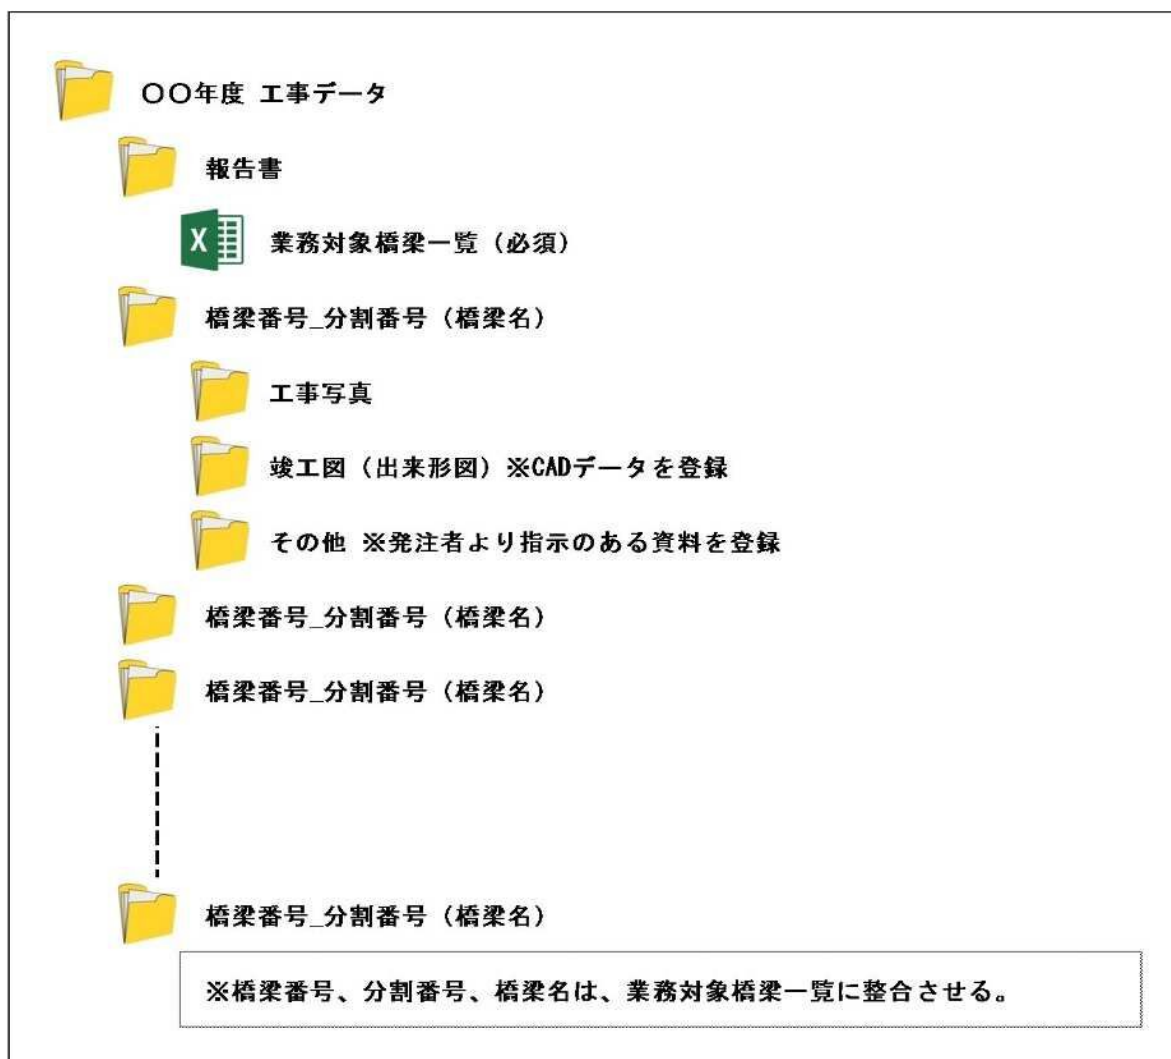 〇〇年度 工事データ
報告書
X
業務対象橋梁一覧（必須）
橋梁番号_分割番号（橋梁名）
工事写真
竣工図（出来形図）※CADデータを登録
その他 ※発注者より指示のある資料を登録
橋梁番号_分割番号（橋梁名）
橋梁番号_分割番号（橋梁名）
橋梁番号_分割番号（橋梁名）
※橋梁番号、分割番号、橋梁名は、業務対象橋梁一覧に整合させる。